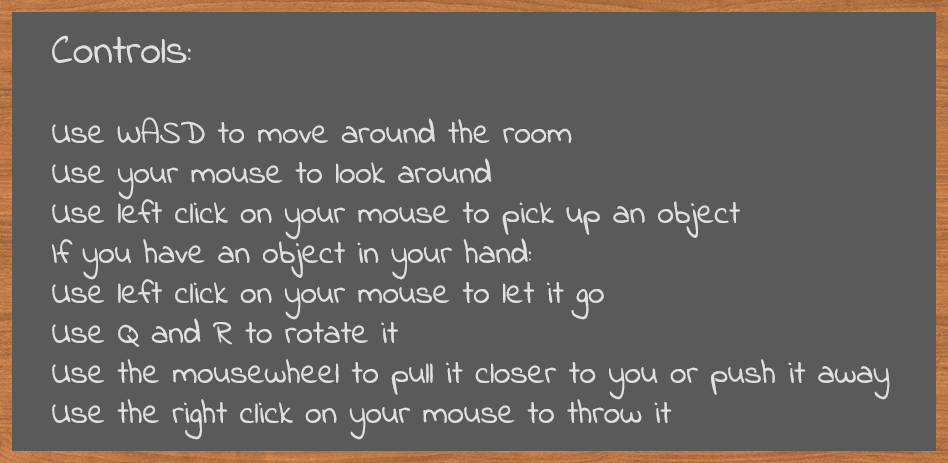 Controls:
Use WASD to move around the room
Use your mouse to look around
Use left click on your mouse to pick up an object
If you have an object in your hand:
Use left click on your mouse to let it go
Use Q and R to rotate it
Use the mousewheel to pull it closer to you or push it away
Use the right click on your mouse to throw it